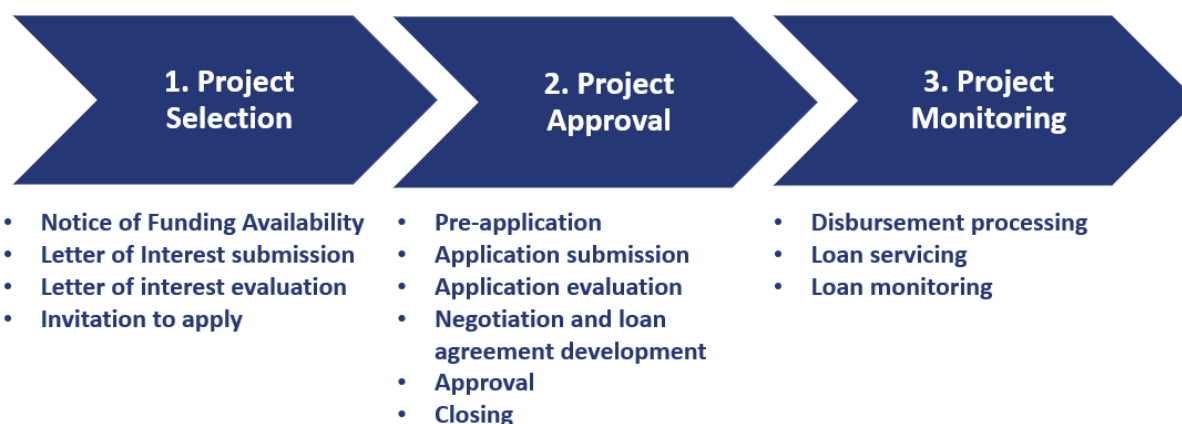 1. Project
Selection
2. Project
Approval
3. Project
Monitoring
• Notice of Funding Availability
• Letter of Interest submission
• Letter of interest evaluation
• Invitation to apply
• Pre-application
• Application submission
• Application evaluation
• Negotiation and loan
agreement development
• Approval
• Closing
• Disbursement processing
• Loan servicing
• Loan monitoring